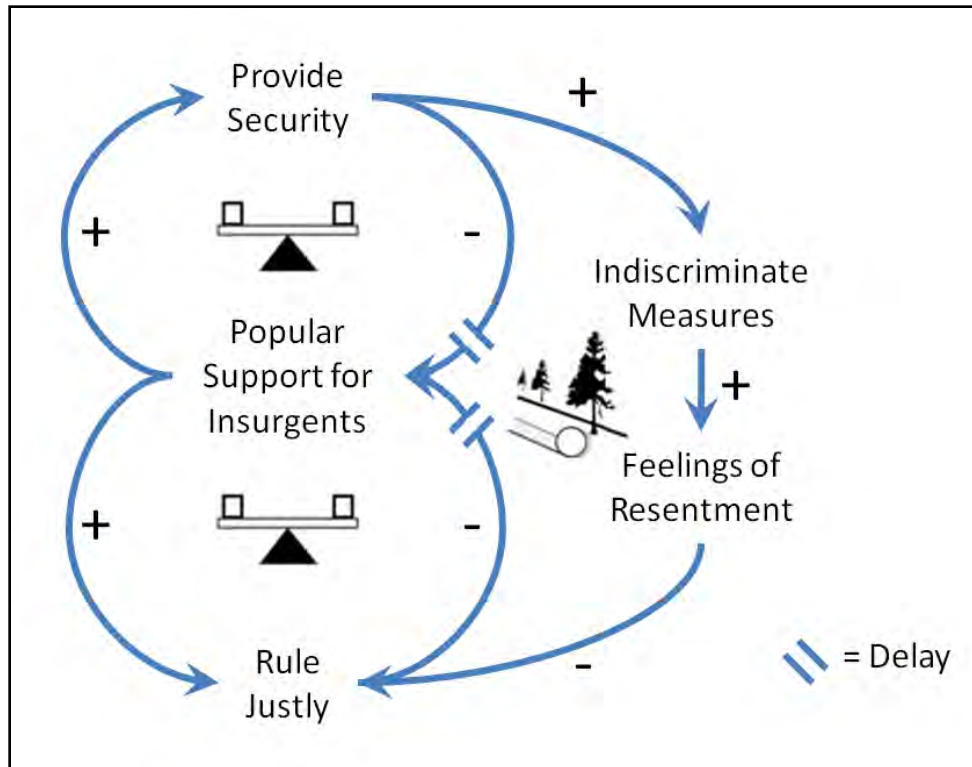 Provide
Security
+
+
-
Indiscriminate
Measures
Popular
Support for
Insurgents
+
Feelings of
Resentment
+
-
Rule
Justly
-
= Delay